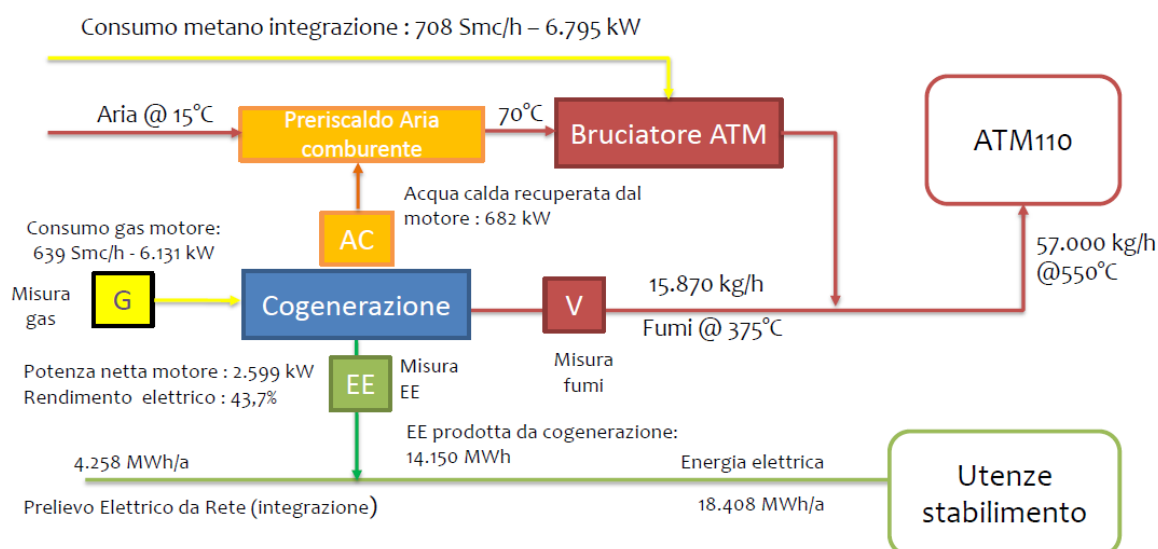 Consumo metano integrazione : 708 Smc/h – 6.795 kW
Aria @ 15°C
Preriscaldo Aria
comburente
70°C
Bruciatore ATM
ATM110
Acqua calda recuperata dal
motore : 682 kW
AC
Consumo gas motore:
639 Smc/h - 6.131 kW
Misura
gas
G
Cogenerazione
V
15.870 kg/h
Fumi @ 375°C
57.000 kg/h
@550°C
Misura
fumi
Potenza netta motore : 2.599 kW
Rendimento elettrico : 43,7%
EE
Misura
EE
EE prodotta da cogenerazione:
14.150 MWh
4.258 MWh/a
Energia elettrica
Prelievo Elettrico da Rete (integrazione)
18.408 MWh/a
Utenze
stabilimento